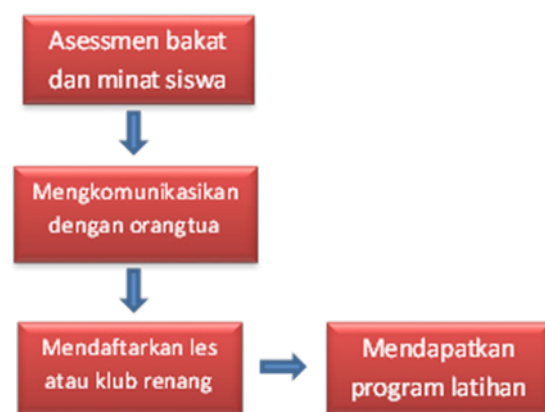 Asessmen bakat
dan minat siswa
Mengkomunikasikan
dengan orangtua
Mendaftarkan les
atau klub renang
Mendapatkan
program latihan